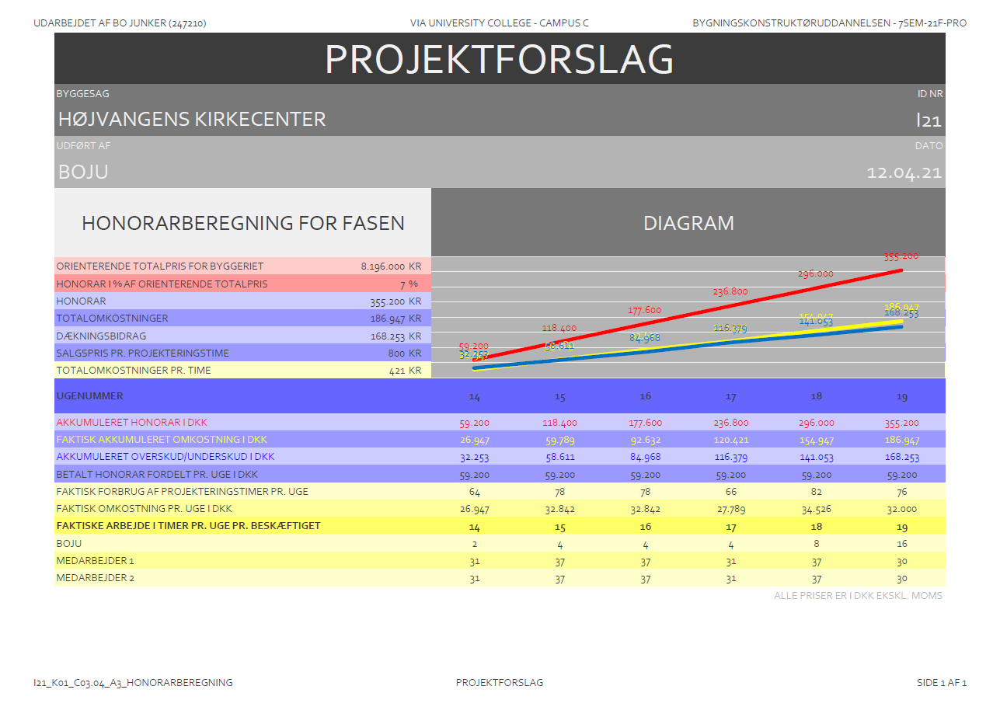 UDARBEJDET AF BO JUNKER (247210) VIA UNIVERSITY COLLEGE - CAMPUS C BYGNINGSKONSTRUKTØRUDDANNELSEN - 7SEM-21F-PRO
PROJEKTFORSLAG
BYGGESAG ID NR
HØJVANGENS KIRKECENTER I21
UDFØRT AF DATO
BOJU 12.04.21
HONORARBEREGNING FOR FASEN DIAGRAM
ORIENTERENDE TOTALPRIS FOR BYGGERIET 8.196.000 KR
HONORAR I % AF ORIENTERENDE TOTALPRIS 7 %
HONORAR 355.200 KR
TOTALOMKOSTNINGER 186.947 KR
DÆKNINGSBIDRAG 168.253 KR
SALGSPRIS PR. PROJEKTERINGSTIME 800 KR
TOTALOMKOSTNINGER PR. TIME 421 KR
59.200 118.400 177.600 236.800 296.000 355.200
154.947 186.947
32.253 58.611 84.968 116.379 141.053 168.253
UGENUMMER 14 15 16 17 18 19
AKKUMULERET HONORAR I DKK 59.200 118.400 177.600 236.800 296.000 355.200
FAKTISK AKKUMULERET OMKOSTNING I DKK 26.947 59.789 92.632 120.421 154.947 186.947
AKKUMULERET OVERSKUD/UNDERSKUD I DKK 32.253 58.611 84.968 116.379 141.053 168.253
BETALT HONORAR FORDELT PR. UGE I DKK 59.200 59.200 59.200 59.200 59.200 59.200
FAKTISK FORBRUG AF PROJEKTERINGSTIMER PR. UGE 64 78 78 66 82 76
FAKTISK OMKOSTNING PR. UGE I DKK 26.947 32.842 32.842 27.789 34.526 32.000
FAKTISKE ARBEJDE I TIMER PR. UGE PR. BESKÆFTIGET 14 15 16 17 18 19
BOJU 2 4 4 4 8 16
MEDARBEJDER 1 31 37 37 31 37 30
MEDARBEJDER 2 31 37 37 31 37 30
ALLE PRISER ER I DKK EKSKL. MOMS
I21_K01_C03.04_A3_HONORARBEREGNING PROJEKTFORSLAG SIDE 1 AF 1